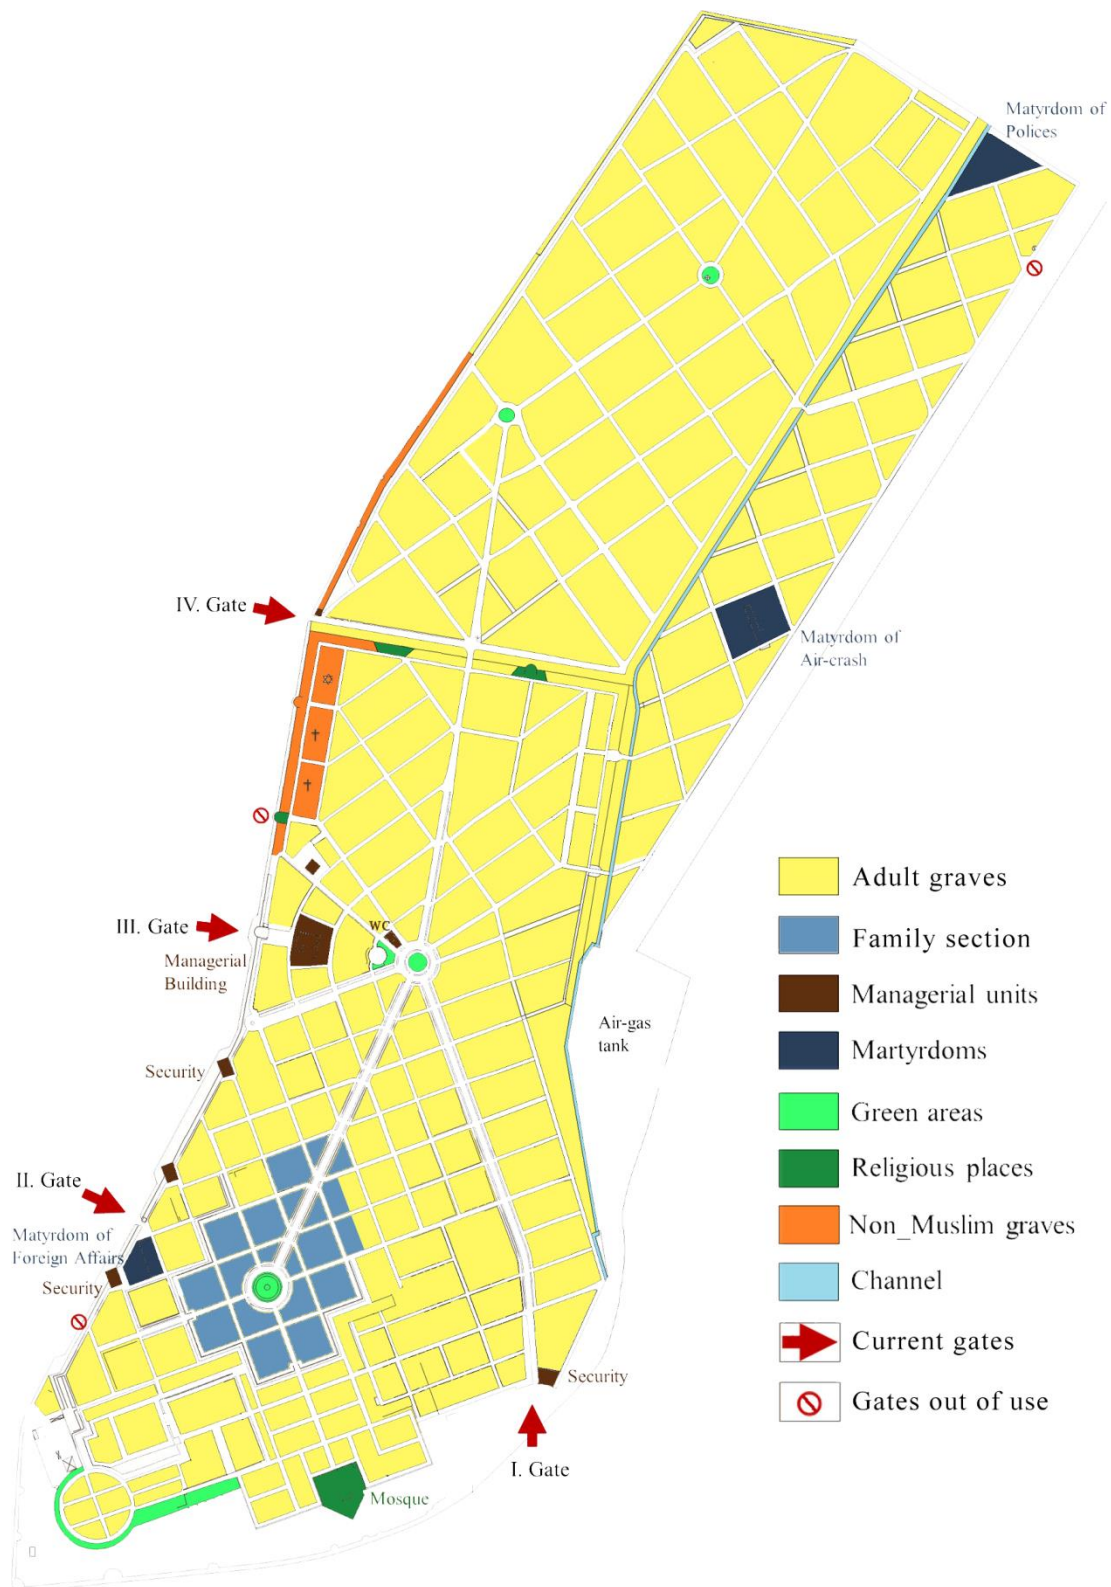 Matyrdom of
Polices
IV. Gate
Matyrdom of
Air-crash
III. Gate
WC
Managerial
Building
Air-gas
tank
Security
II. Gate
Matyrdom of
Foreign Affairs
Security
Security
I. Gate
Mosque
Adult graves
Family section
Managerial units
Martyrdoms
Green areas
Religious places
Non_Muslim graves
Channel
Current gates
Gates out of use